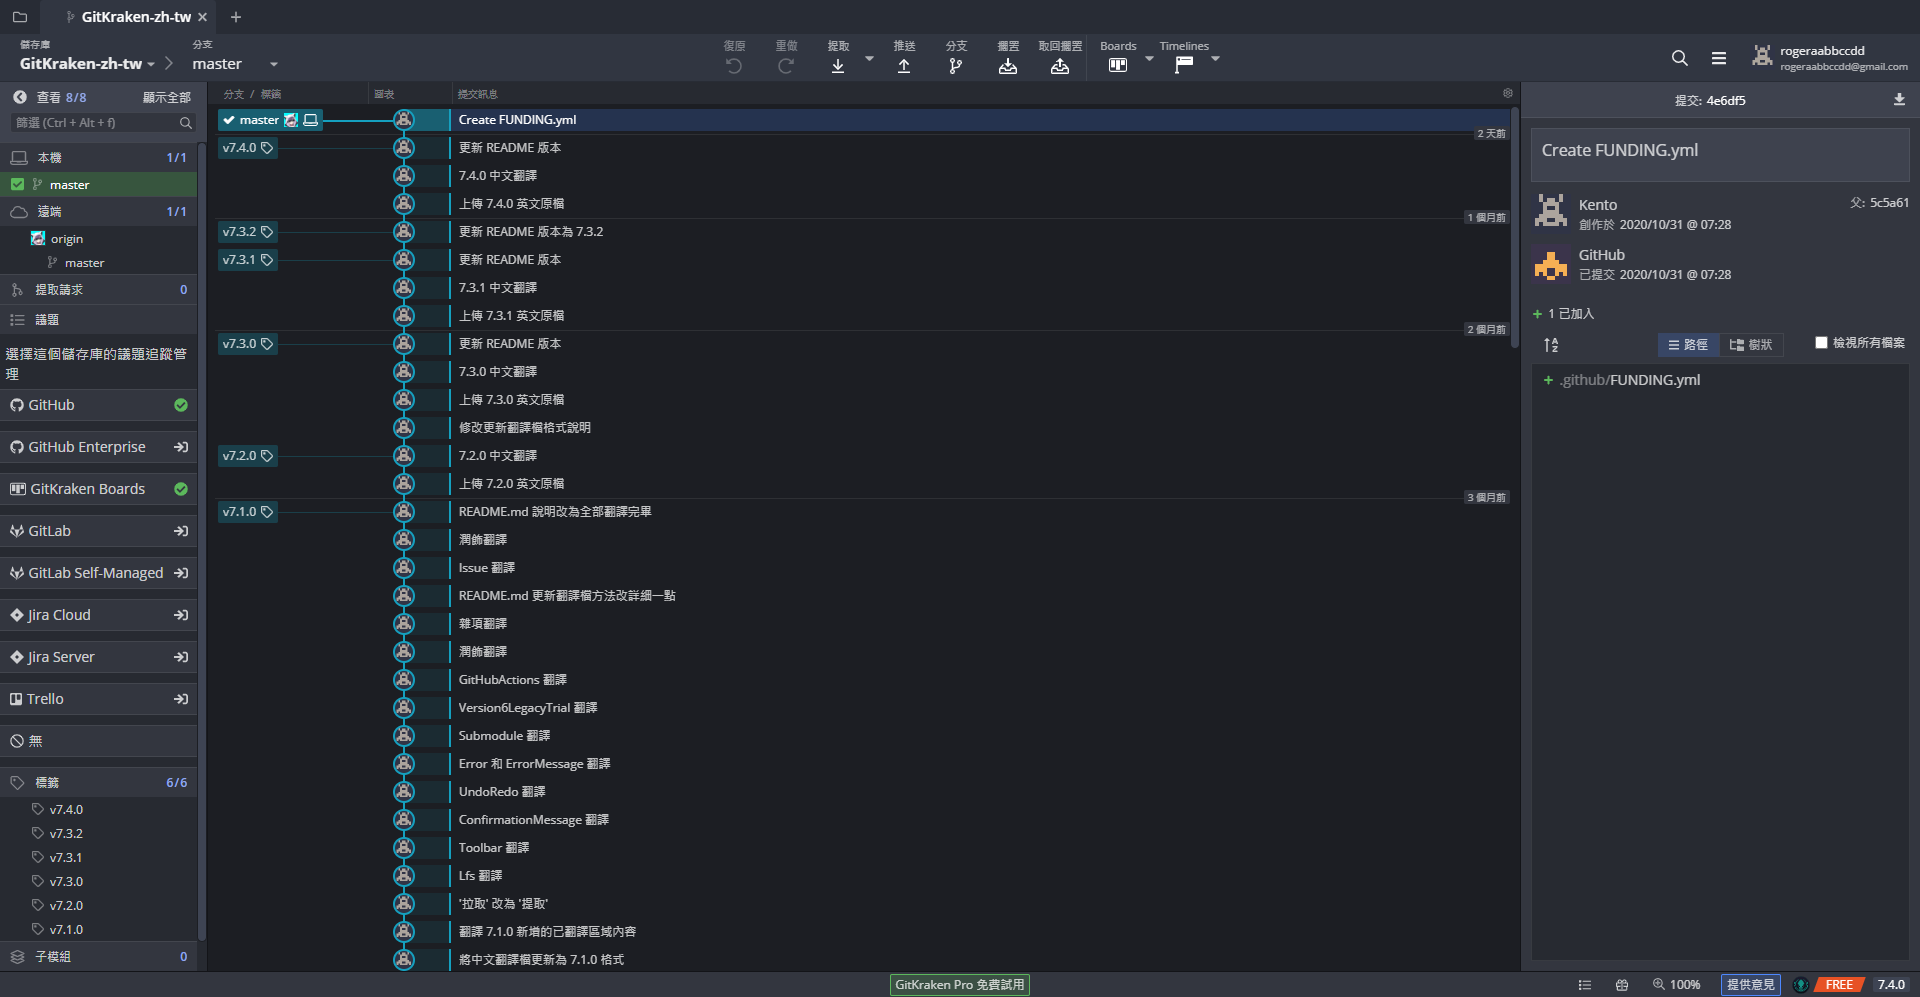 GitKraken-zh-tw
儲存庫
GitKraken-zh-tw
分支
master
復原
重做
提取
推送
分支
擱置
取回擱置
Boards
Timelines
rogeraabbccdd
rogeraabbccdd@gmail.com
查看 8/8
顯示全部
篩選 (Ctrl + Alt + f)
本機 1/1
master
遠端 1/1
origin
master
提取請求 0
議題
選擇這個儲存庫的議題追蹤管
理
GitHub
GitHub Enterprise
GitKraken Boards
GitLab
GitLab Self-Managed
Jira Cloud
Jira Server
Trello
無
標籤 6/6
v7.4.0
v7.3.2
v7.3.1
v7.3.0
v7.2.0
v7.1.0
子模組 0
分支 / 標籤
圖表
提交訊息
master Create FUNDING.yml
2 天前
v7.4.0 更新 README 版本
7.4.0 中文翻譯
上傳 7.4.0 英文原檔
1 個月前
v7.3.2 更新 README 版本為 7.3.2
v7.3.1 更新 README 版本
7.3.1 中文翻譯
上傳 7.3.1 英文原檔
2 個月前
v7.3.0 更新 README 版本
7.3.0 中文翻譯
上傳 7.3.0 英文原檔
修改更新翻譯檔格式說明
v7.2.0 7.2.0 中文翻譯
上傳 7.2.0 英文原檔
3 個月前
v7.1.0 README.md 說明改為全部翻譯完畢
潤飾翻譯
Issue 翻譯
README.md 更新翻譯檔方法改詳細一點
雜項翻譯
潤飾翻譯
GitHubActions 翻譯
Version6LegacyTrial 翻譯
Submodule 翻譯
Error 和 ErrorMessage 翻譯
UndoRedo 翻譯
ConfirmationMessage 翻譯
Toolbar 翻譯
Lfs 翻譯
'拉取' 改為 '提取'
翻譯 7.1.0 新增的已翻譯區域內容
將中文翻譯檔更新為 7.1.0 格式
提交: 4e6df5
Create FUNDING.yml
Kento
創作於 2020/10/31 @ 07:28
父: 5c5a61
GitHub
已提交 2020/10/31 @ 07:28
1 已加入
路徑
樹狀
檢視所有檔案
.github/FUNDING.yml
GitKraken Pro 免費試用
100%
提供意見
FREE
7.4.0